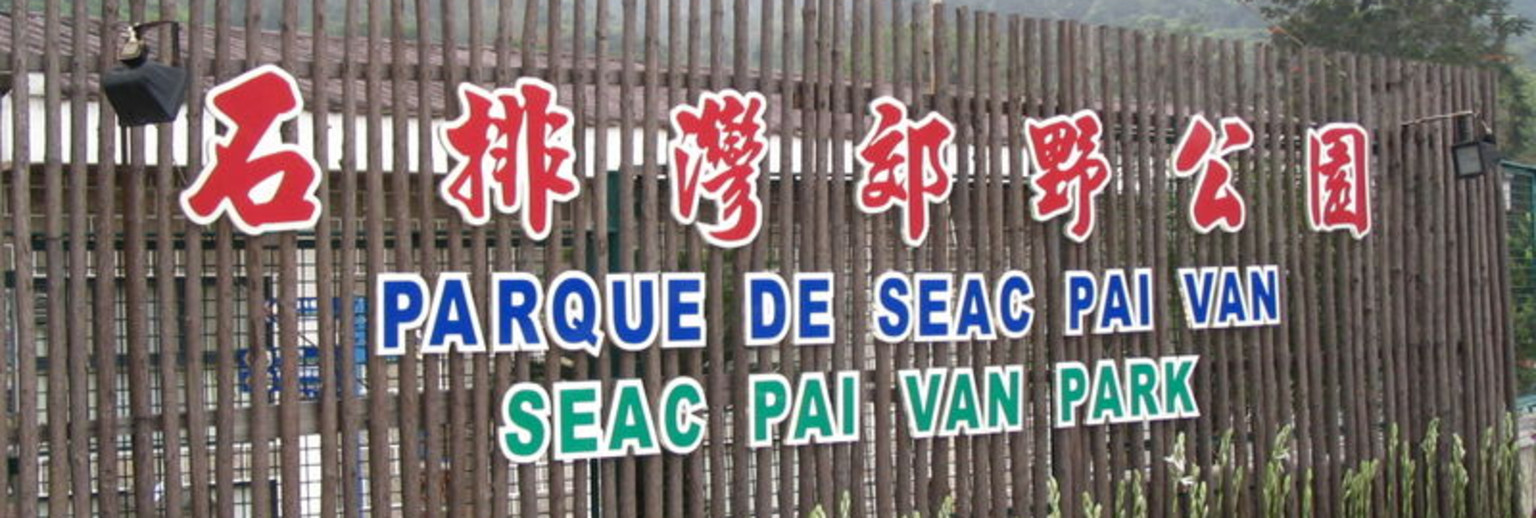 石排灣郊野公園
PARQUE DE SEAC PAI VAN
SEAC PAI VAN PARK